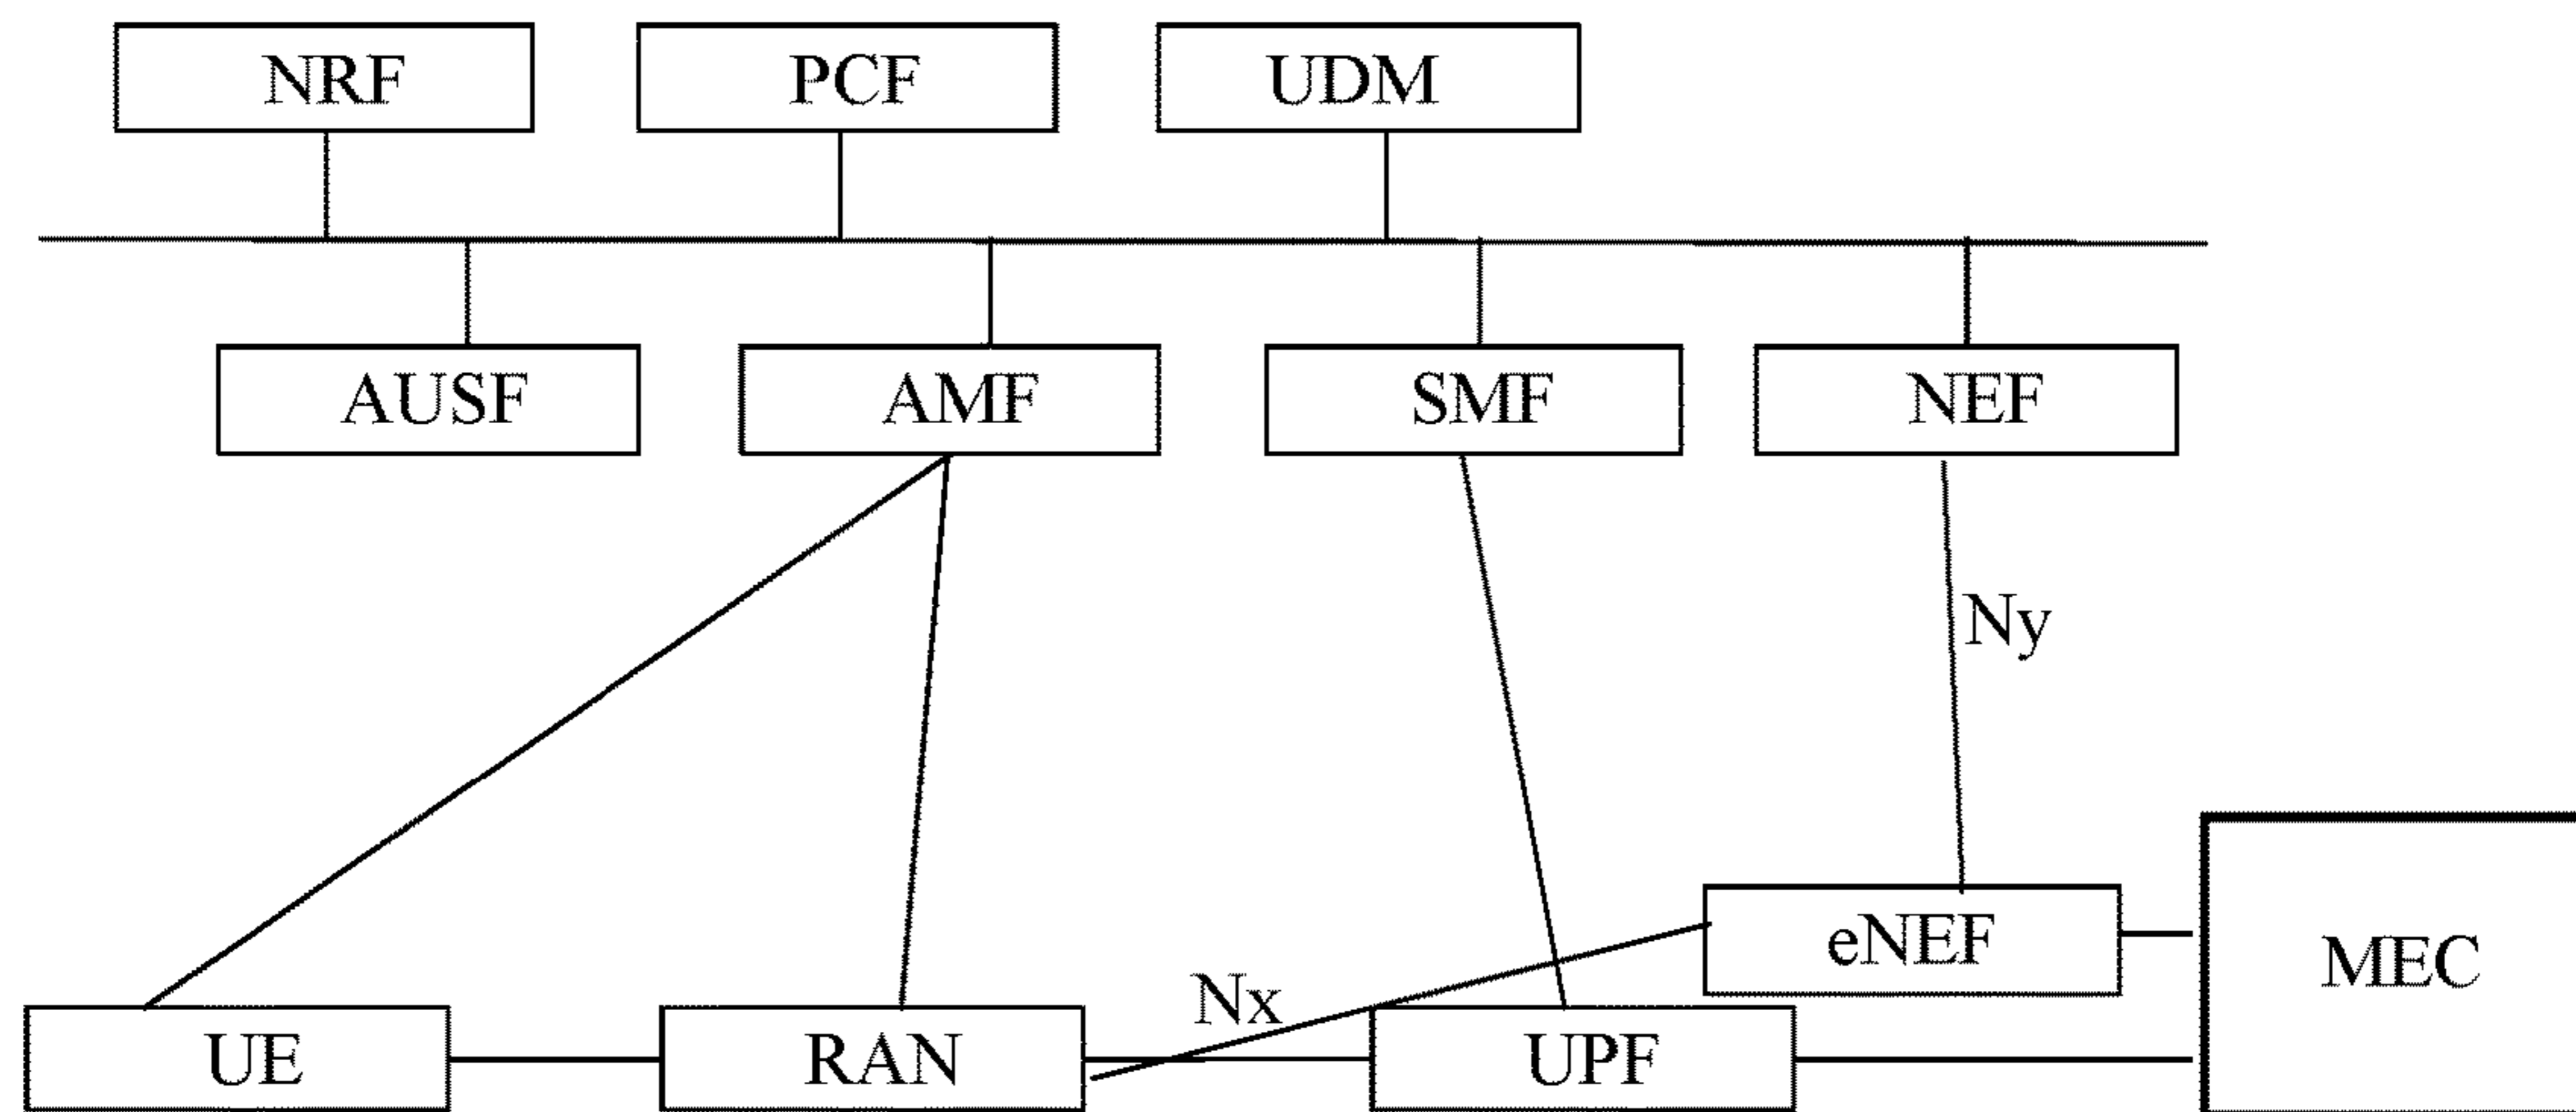 NRF PCF UDM
AUSF AMF SMF NEF
Ny
eNEF
MEC
Nx
UE RAN UPF